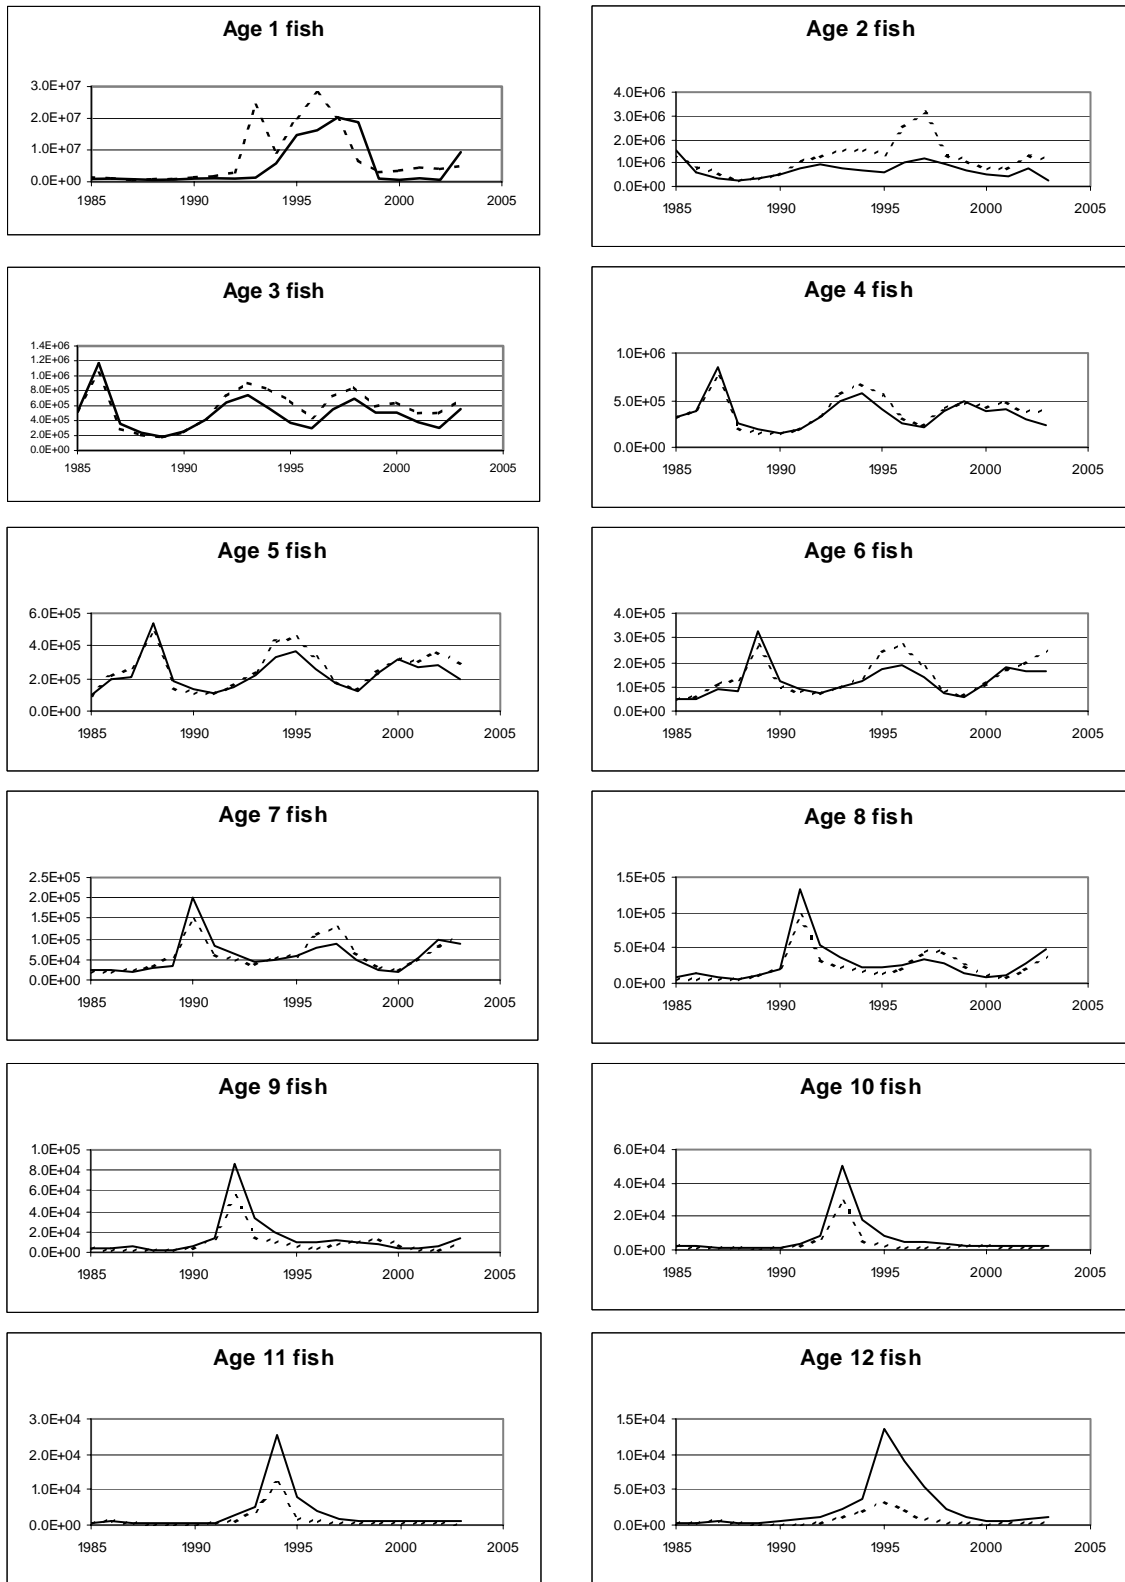 Age 1 fish
3.0E+07
2.0E+07
1.0E+07
0.0E+00
1985 1990 1995 2000 2005
Age 2 fish
4.0E+06
3.0E+06
2.0E+06
1.0E+06
0.0E+00
1985 1990 1995 2000 2005
Age 3 fish
1.4E+06
1.2E+06
1.0E+06
8.0E+05
6.0E+05
4.0E+05
2.0E+05
0.0E+00
1985 1990 1995 2000 2005
Age 4 fish
1.0E+06
5.0E+05
0.0E+00
1985 1990 1995 2000 2005
Age 5 fish
6.0E+05
4.0E+05
2.0E+05
0.0E+00
1985 1990 1995 2000 2005
Age 6 fish
4.0E+05
3.0E+05
2.0E+05
1.0E+05
0.0E+00
1985 1990 1995 2000 2005
Age 7 fish
2.5E+05
2.0E+05
1.5E+05
1.0E+05
5.0E+04
0.0E+00
1985 1990 1995 2000 2005
Age 8 fish
1.5E+05
1.0E+05
5.0E+04
0.0E+00
1985 1990 1995 2000 2005
Age 9 fish
1.0E+05
8.0E+04
6.0E+04
4.0E+04
2.0E+04
0.0E+00
1985 1990 1995 2000 2005
Age 10 fish
6.0E+04
4.0E+04
2.0E+04
0.0E+00
1985 1990 1995 2000 2005
Age 11 fish
3.0E+04
2.0E+04
1.0E+04
0.0E+00
1985 1990 1995 2000 2005
Age 12 fish
1.5E+04
1.0E+04
5.0E+03
0.0E+00
1985 1990 1995 2000 2005